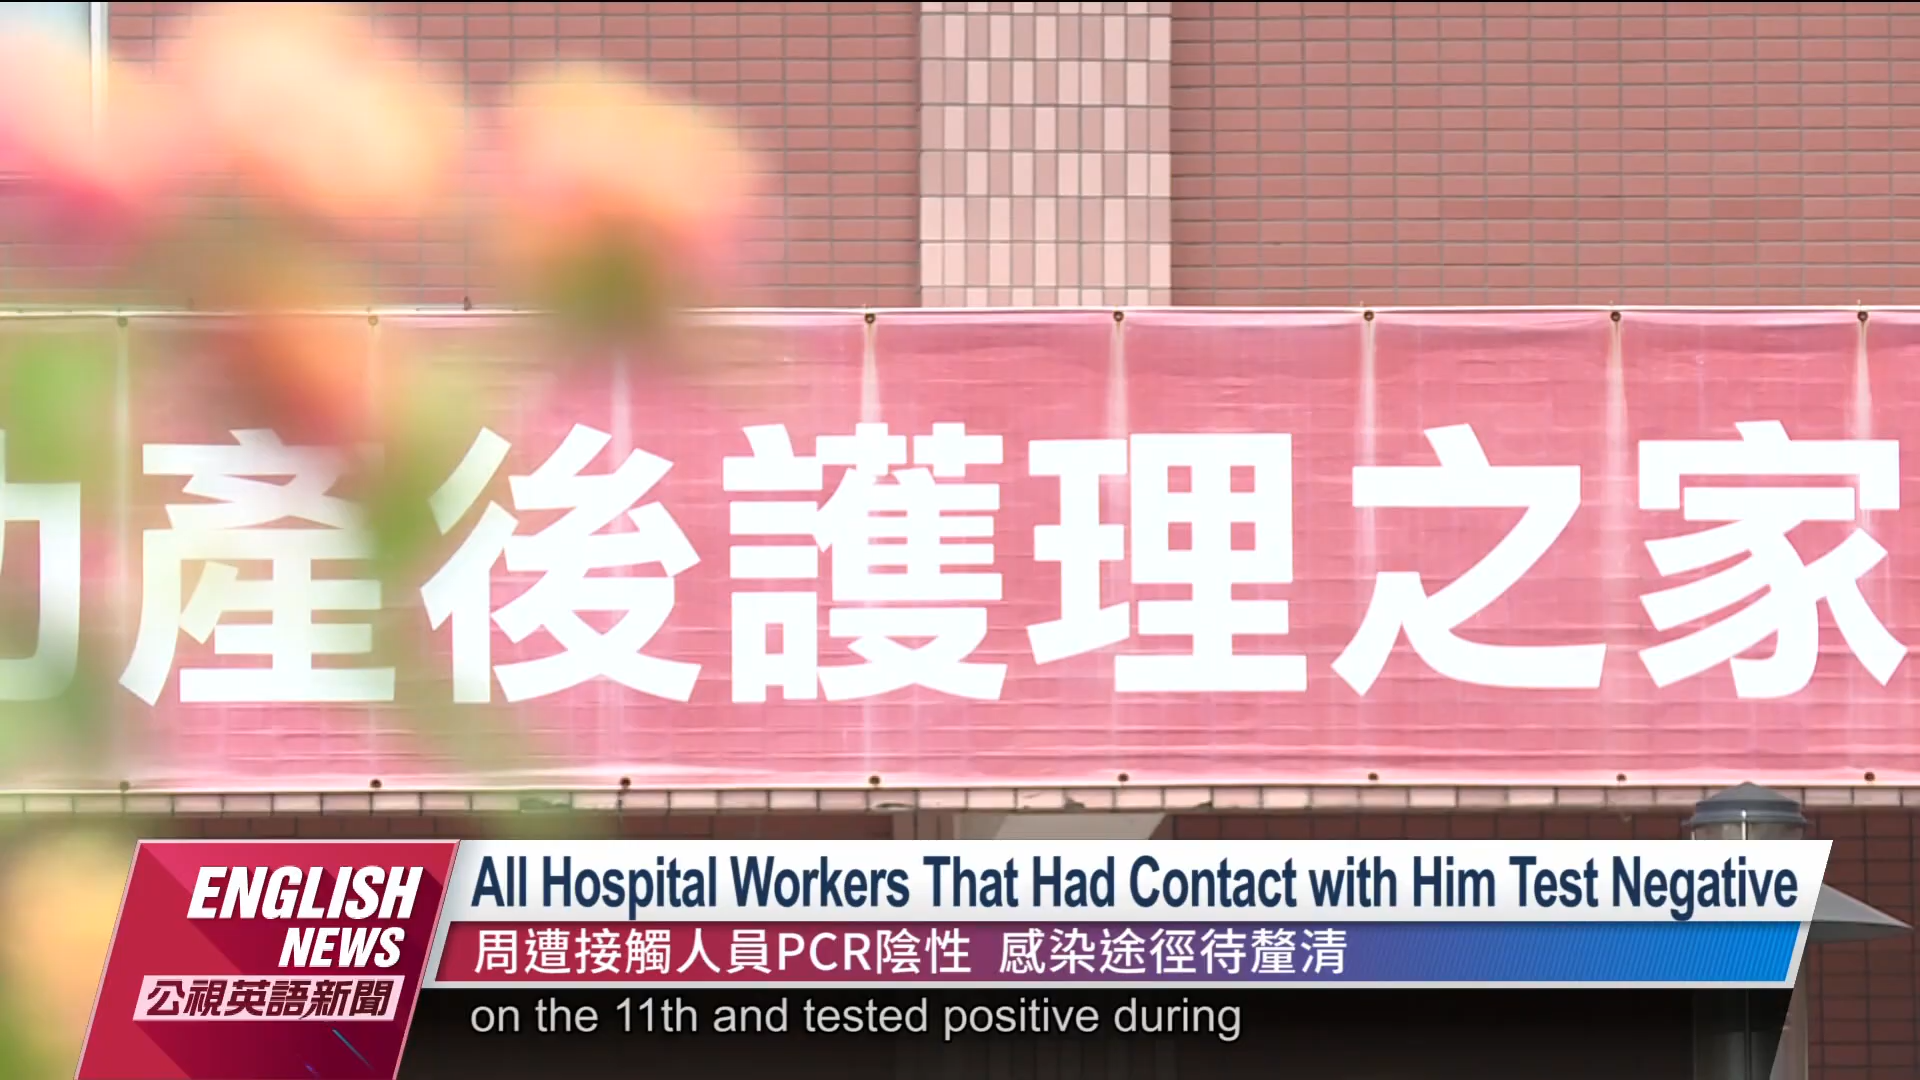 產後護理之家
ENGLISH
NEWS
公視英語新聞
All Hospital Workers That Had Contact with Him Test Negative
周遭接觸人員PCR陰性 感染途徑待釐清
on the 11th and tested positive during